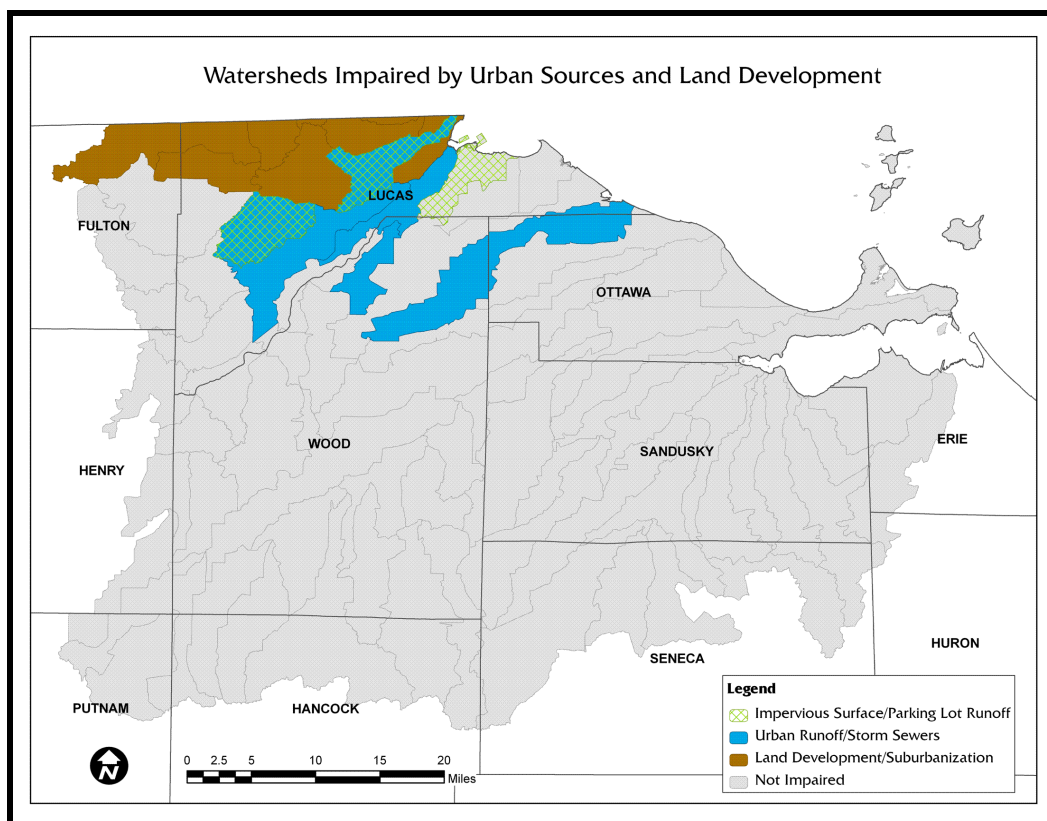 Watersheds Impaired by Urban Sources and Land Development
LUCAS
FULTON
OTTAWA
WOOD
SANDUSKY
ERIE
HENRY
HURON
SENECA
PUTNAM
HANCOCK
Legend
Impervious Surface/Parking Lot Runoff
Urban Runoff/Storm Sewers
Land Development/Suburbanization
Not Impaired
N
0 2.5 5 10 15 20
Miles